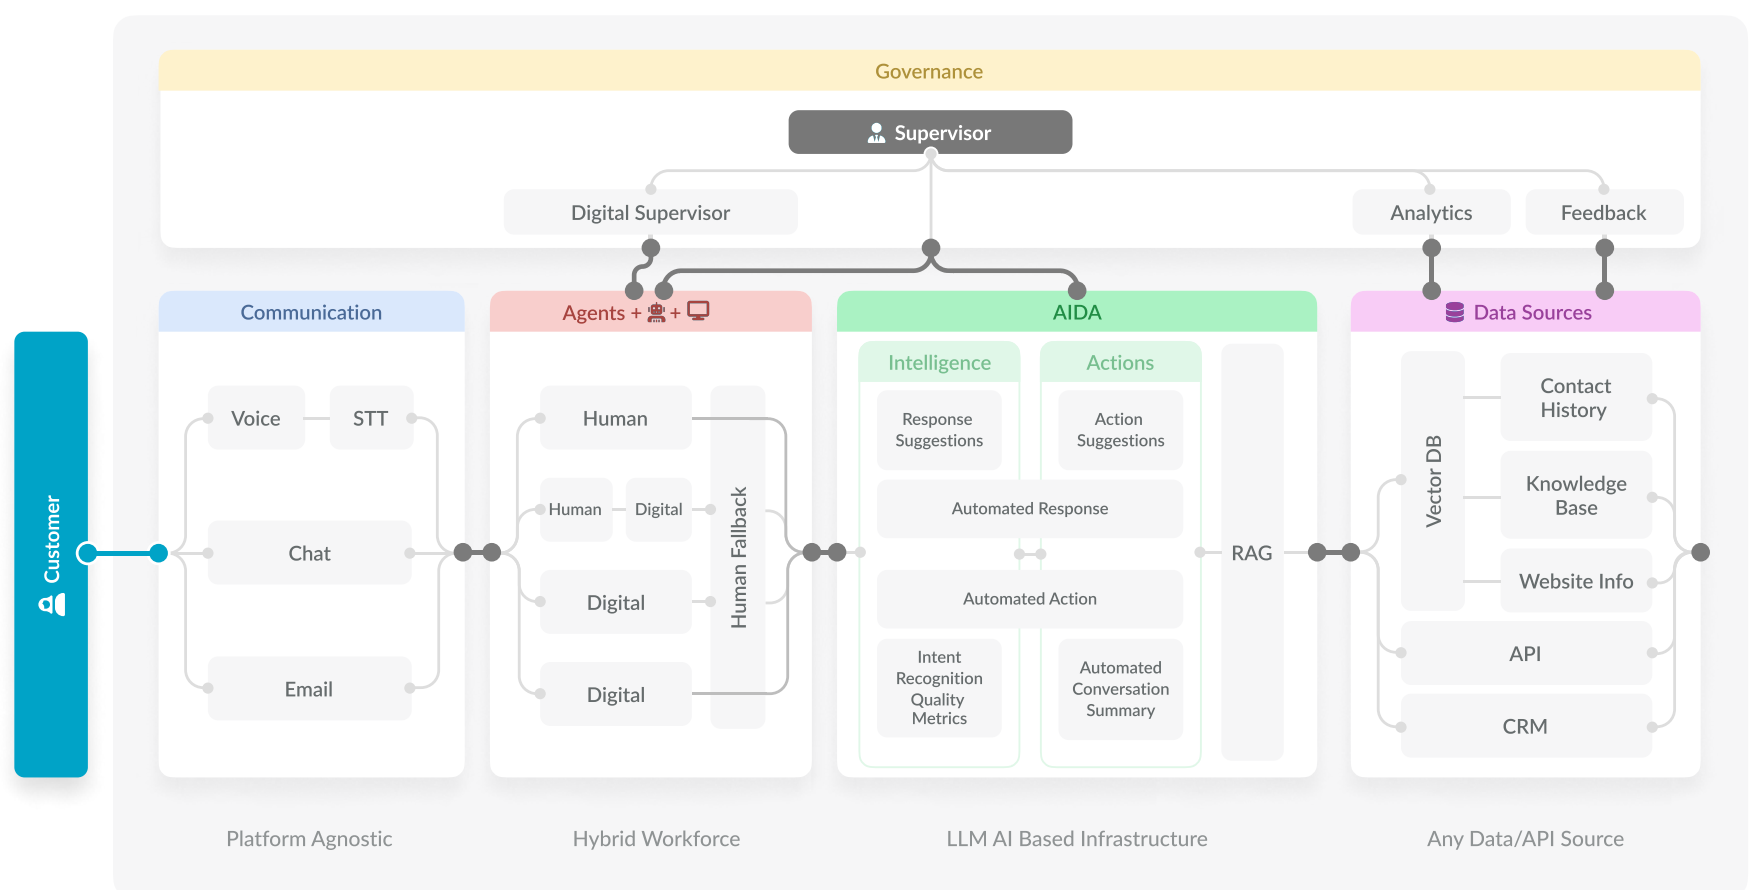 Governance
Supervisor
Digital Supervisor
Analytics
Feedback
Customer
Communication
Voice
STT
Chat
Email
Agents + +
Human
Human
Digital
Digital
Digital
Human Fallback
AIDA
Intelligence
Actions
Response
Suggestions
Action
Suggestions
Automated Response
Automated Action
Intent
Recognition
Quality
Metrics
Automated
Conversation
Summary
RAG
Data Sources
Vector DB
Contact
History
Knowledge
Base
Website Info
API
CRM
Platform Agnostic
Hybrid Workforce
LLM AI Based Infrastructure
Any Data/API Source